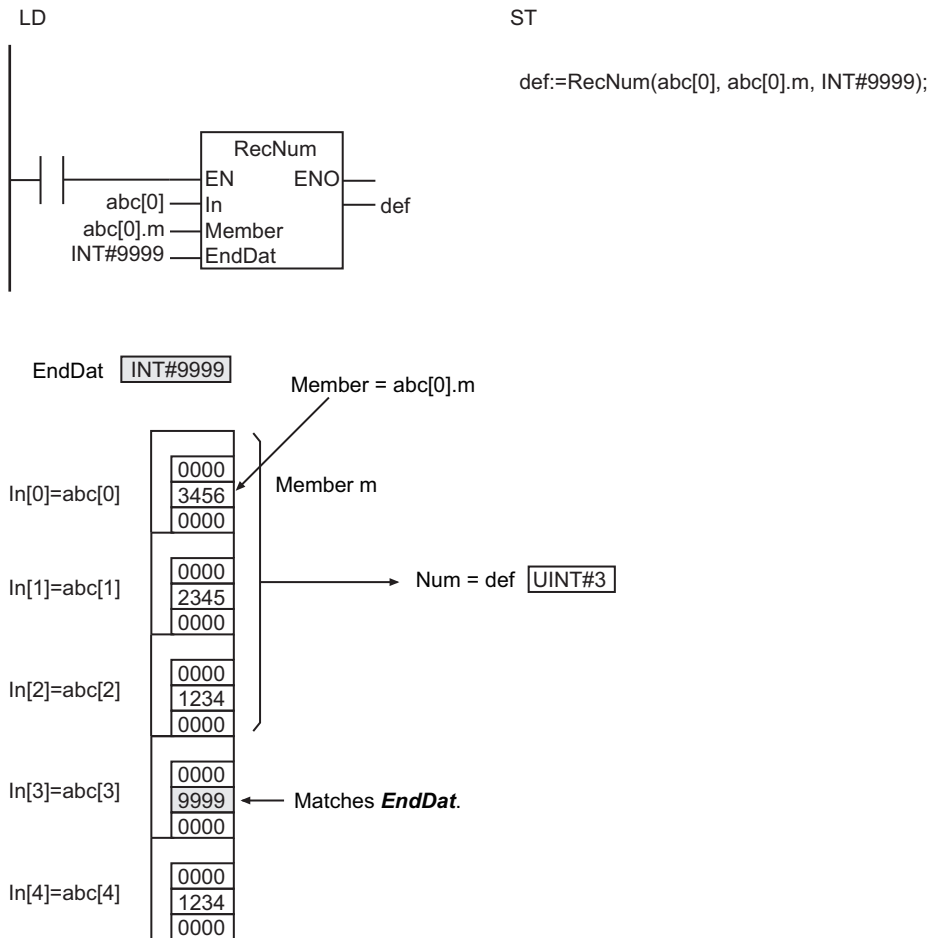 LD
ST
def:=RecNum(abc[0], abc[0].m, INT#9999);
RecNum
EN ENO
abc[0] In def
abc[0].m Member
INT#9999 EndDat
EndDat INT#9999
Member = abc[0].m
0000
In[0]=abc[0] 3456 Member m
0000
0000
In[1]=abc[1] 2345 Num = def UINT#3
0000
0000
In[2]=abc[2] 1234
0000
0000
In[3]=abc[3] 9999 Matches EndDat.
0000
0000
In[4]=abc[4] 1234
0000